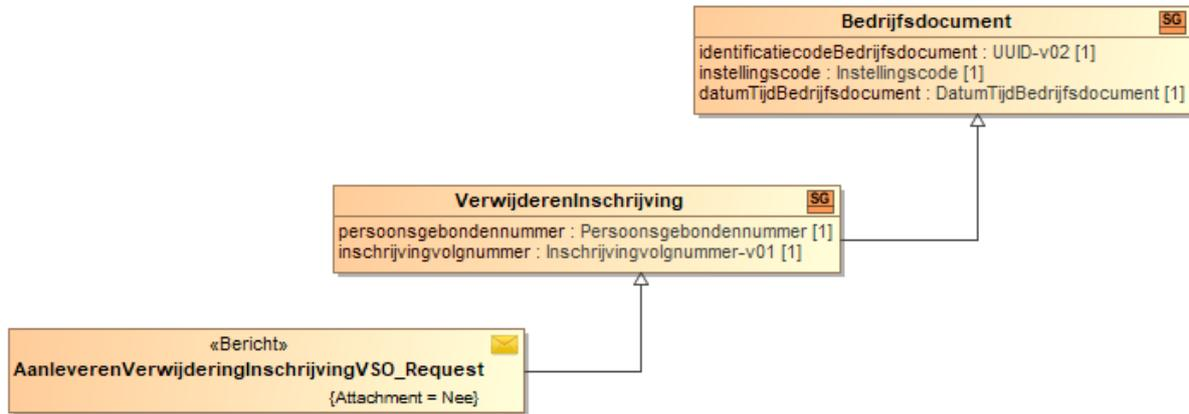 Bedrijfsdocument
SG
identificatiecodeBedrijfsdocument : UUID-v02 [1]
instellingscode : Instellingscode [1]
datumTijdBedrijfsdocument : DatumTijdBedrijfsdocument [1]
VerwijderenInschrijving
SG
persoonsgebondennummer : Persoonsgebondennummer [1]
inschrijvingvolgnummer : Inschrijvingvolgnummer-v01 [1]
«Bericht»
AanleverenVerwijderingInschrijvingVSO_Request
{Attachment = Nee}